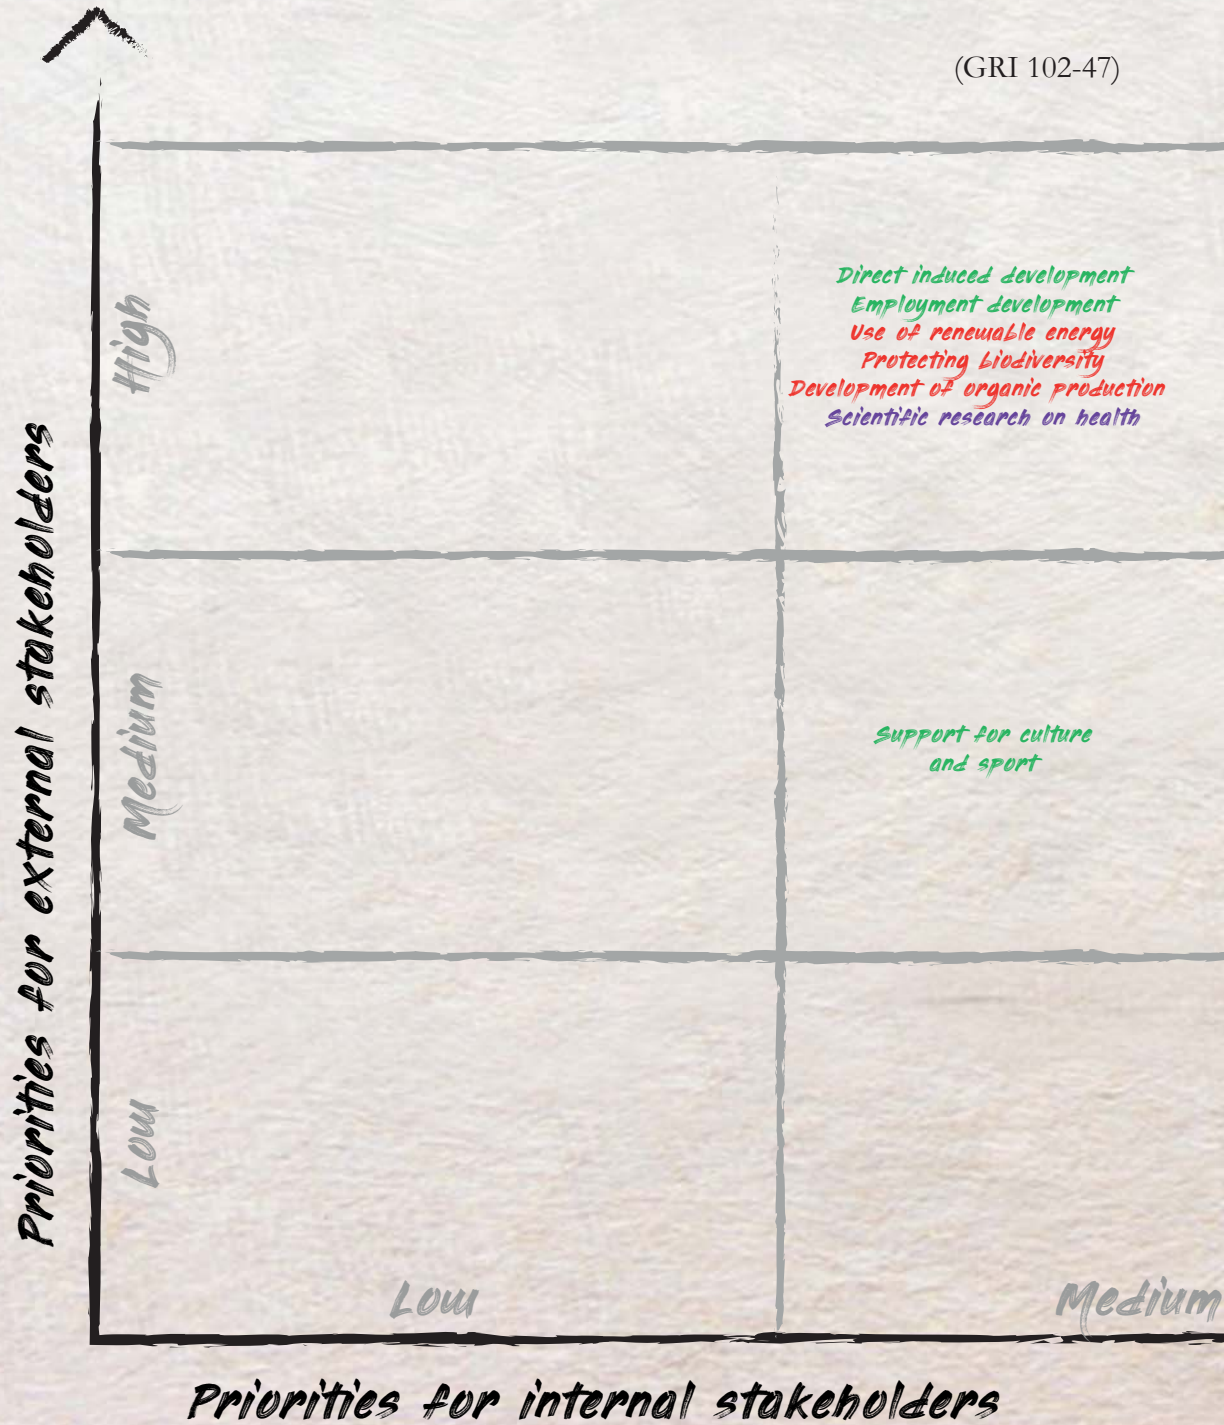 (GRI 102-47)
High
Direct induced development
Employment development
Use of renewable energy
Protecting biodiversity
Development of organic production
Scientific research on health
Priorities for external stakeholders
Medium
Support for culture
and sport
Low
Low
Medium
Priorities for internal stakeholders